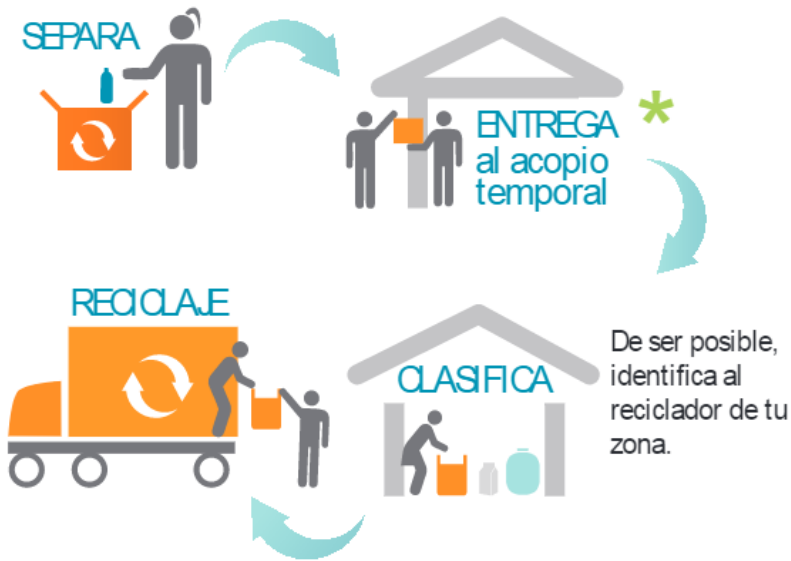 SEPARA
ENTREGA
al acopio
temporal
*
De ser posible,
identifica al
reciclador de tu
zona.
CLASIFICA
RECICLAJE